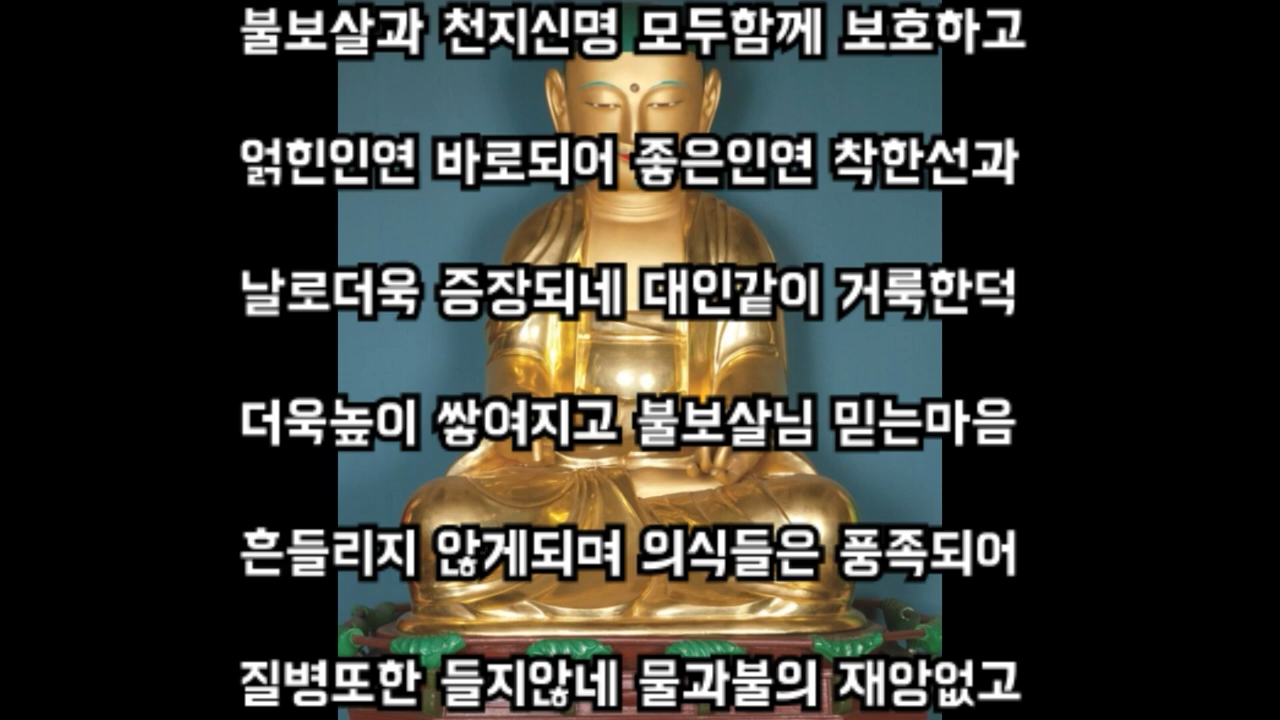 불보살과 천지신명 모두함께 보호하고
얽힌인연 바로되어 좋은인연 착한선과
날로더욱 증장되네 대인같이 거룩한덕
더욱높이 쌓여지고 불보살님 믿는마음
흔들리지 않게되며 의식들은 풍족되어
질병또한 들지않네 물과불의 재앙없고